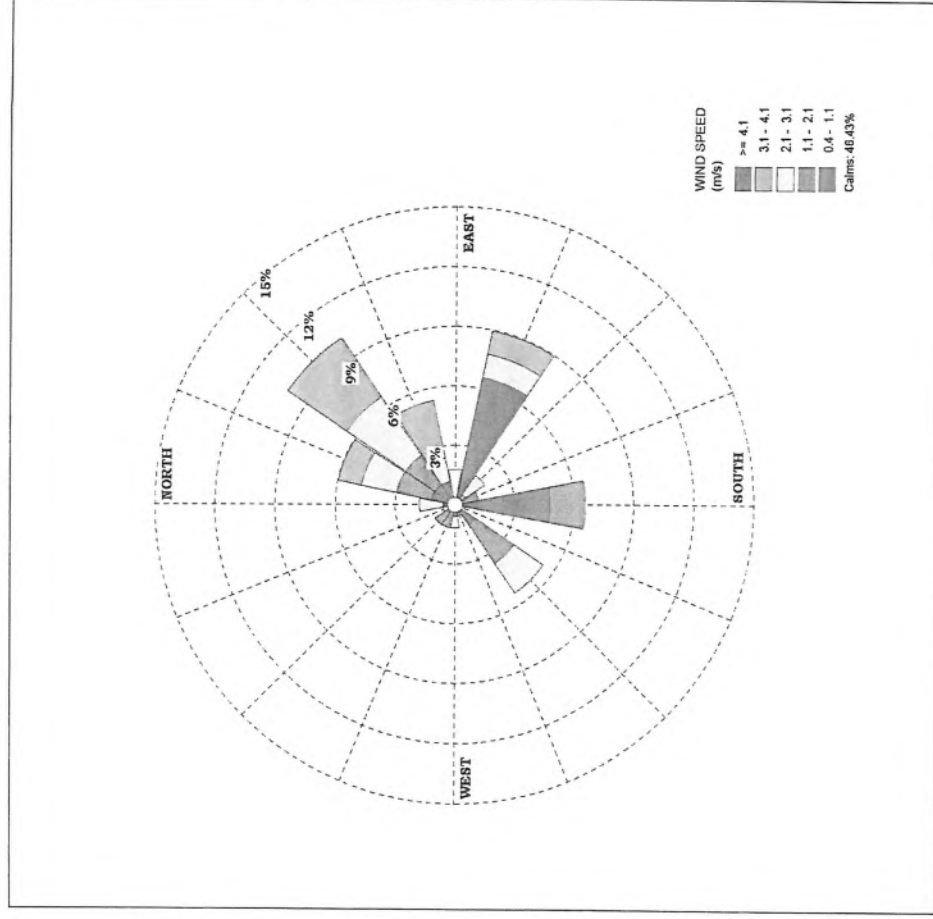 NORTH
15%
12%
9%
6%
3%
EAST
WEST
SOUTH
WIND SPEED
(m/s)
>= 4.1
3.1 - 4.1
2.1 - 3.1
1.1 - 2.1
0.4 - 1.1
Calms: 46.43%